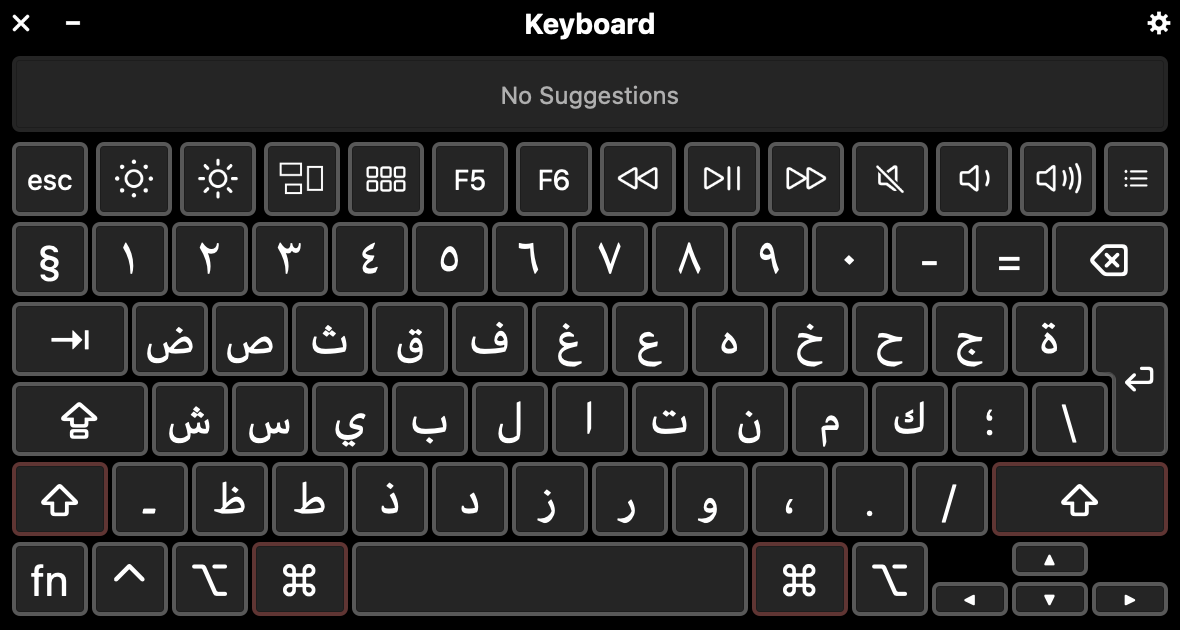 Keyboard
No Suggestions
esc F5 F6
§ ١ ٢ ٣ ٤ ٥ ٦ ٧ ٨ ٩ ٠ - =
ض ص ث ق ف غ ع ه خ ح ج ة
ش س ي ب ل ا ت ن م ك ؛ \
ـ ظ ط ذ د ز ر و ، . /
fn ^ ⌥ ⌘ ⌘ ⌥